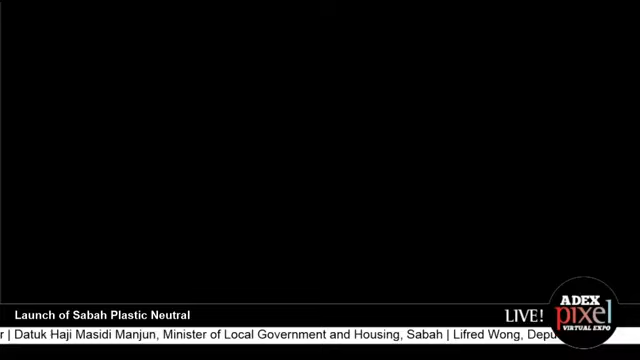 Launch of Sabah Plastic Neutral
LIVE!
ADEX
pixel
VIRTUAL EXPO
r | Datuk Haji Masidi Manjun, Minister of Local Government and Housing, Sabah | Lifred Wong, Depu